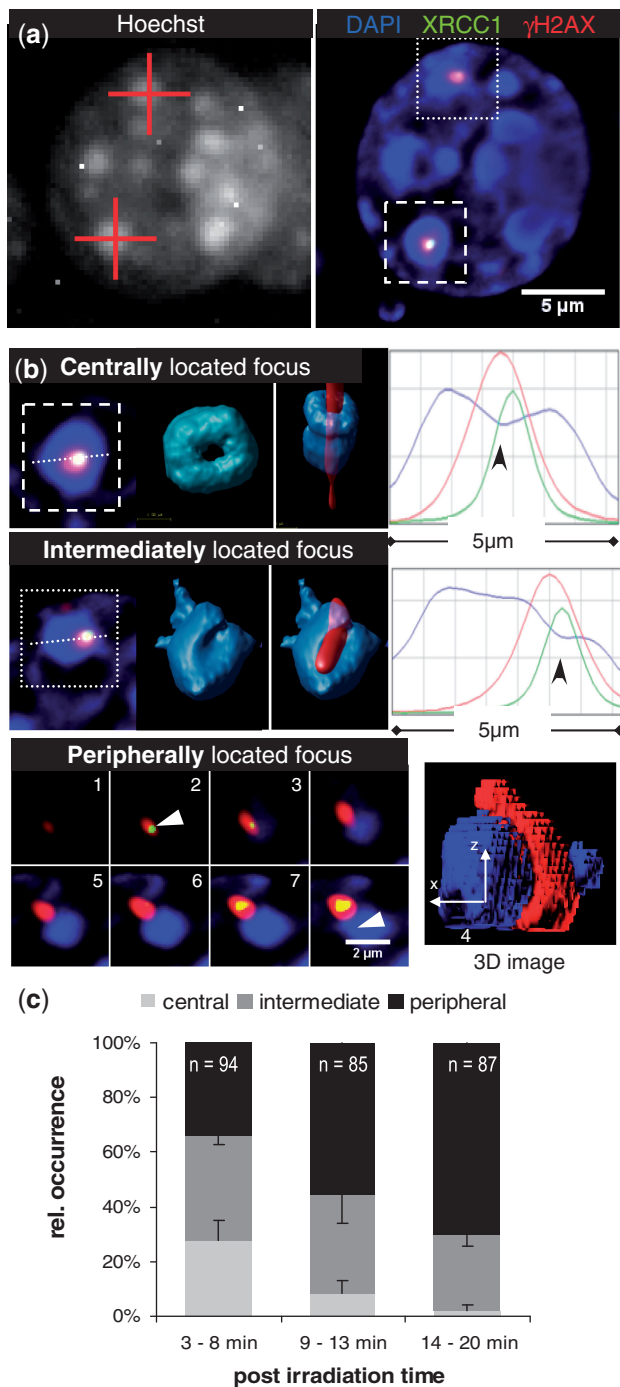 (a) Hoechst DAPI XRCC1 γH2AX
5 μm
(b) Centrally located focus
5μm
Intermediately located focus
5μm
Peripherally located focus
1 2 3
5 6 7
2 μm
z
x
4
3D image
(c)
central intermediate peripheral
rel. occurrence
100%
80%
60%
40%
20%
0%
n = 94 n = 85 n = 87
3 - 8 min 9 - 13 min 14 - 20 min
post irradiation time